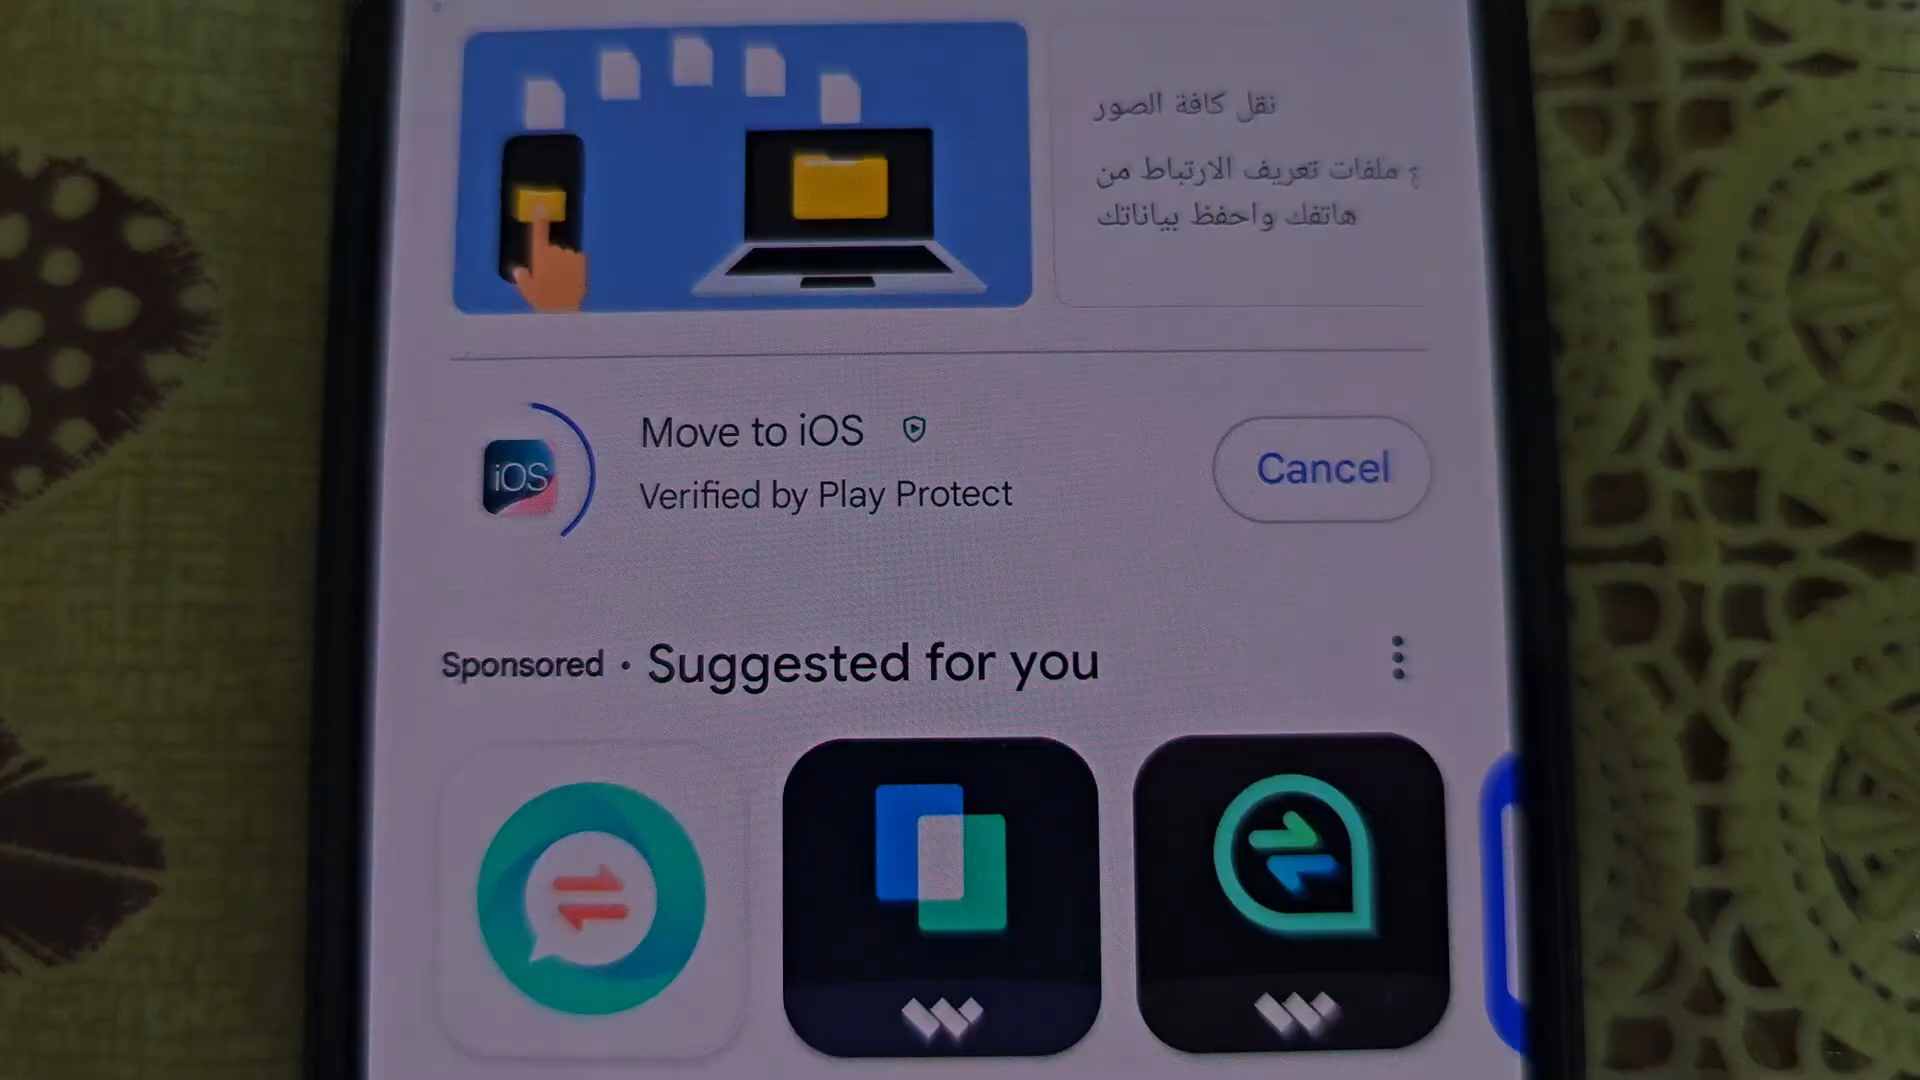 نقل كافة الصور
ملفات تعريف الارتباط من
هاتفك واحفظ بياناتك
iOS
Move to iOS
Verified by Play Protect
Cancel
Sponsored · Suggested for you